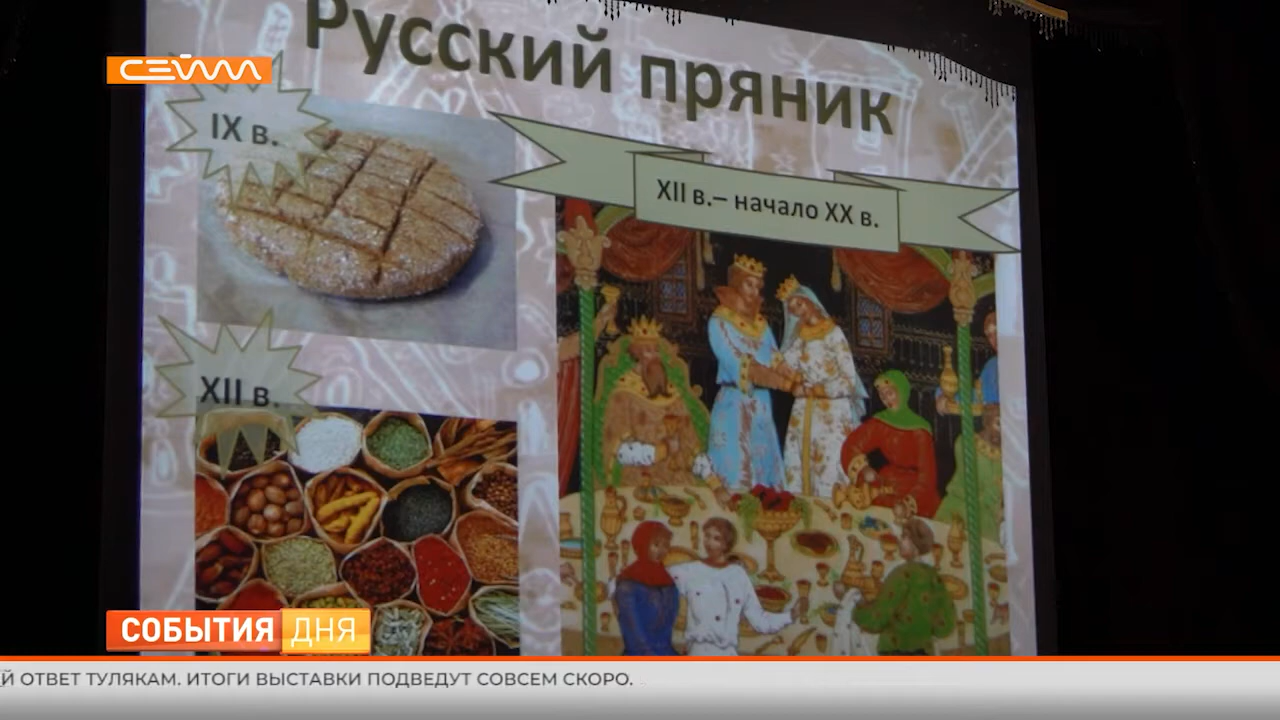 Русский пряник
СЕЙМ
IX в.
XII в.– начало XX в.
XII в.
СОБЫТИЯ ДНЯ
Й ОТВЕТ ТУЛЯКАМ. ИТОГИ ВЫСТАВКИ ПОДВЕДУТ СОВСЕМ СКОРО.